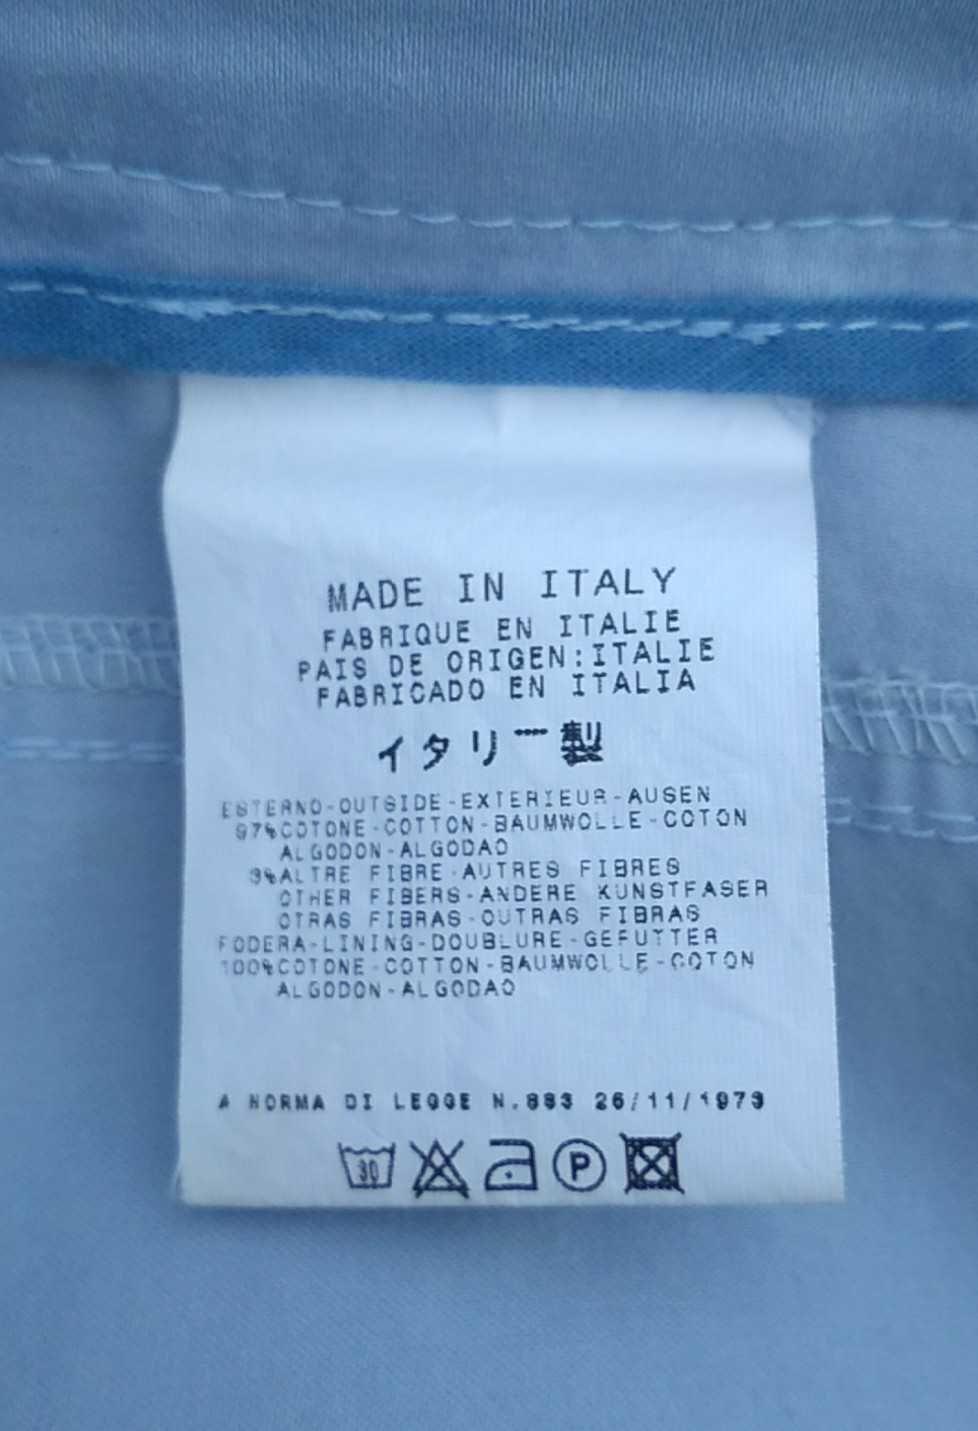 MADE IN ITALY
FABRIQUE EN ITALIE
PAIS DE ORIGEN:ITALIE
FABRICADO EN ITALIA
イタリー製
ESTERNO-OUTSIDE-EXTERIEUR-AUSEN
97%COTONE-COTTON-BAUMWOLLE-COTON
ALGODON-ALGODAO
3%ALTRE FIBRE-AUTRES FIBRES
OTHER FIBERS-ANDERE KUNSTFASER
OTRAS FIBRAS-OUTRAS FIBRAS
FODERA-LINING-DOUBLURE-GEFUTTER
100%COTONE-COTTON-BAUMWOLLE-COTON
ALGODON-ALGODAO
A NORMA DI LEGGE N.883 26/11/1973
30 P